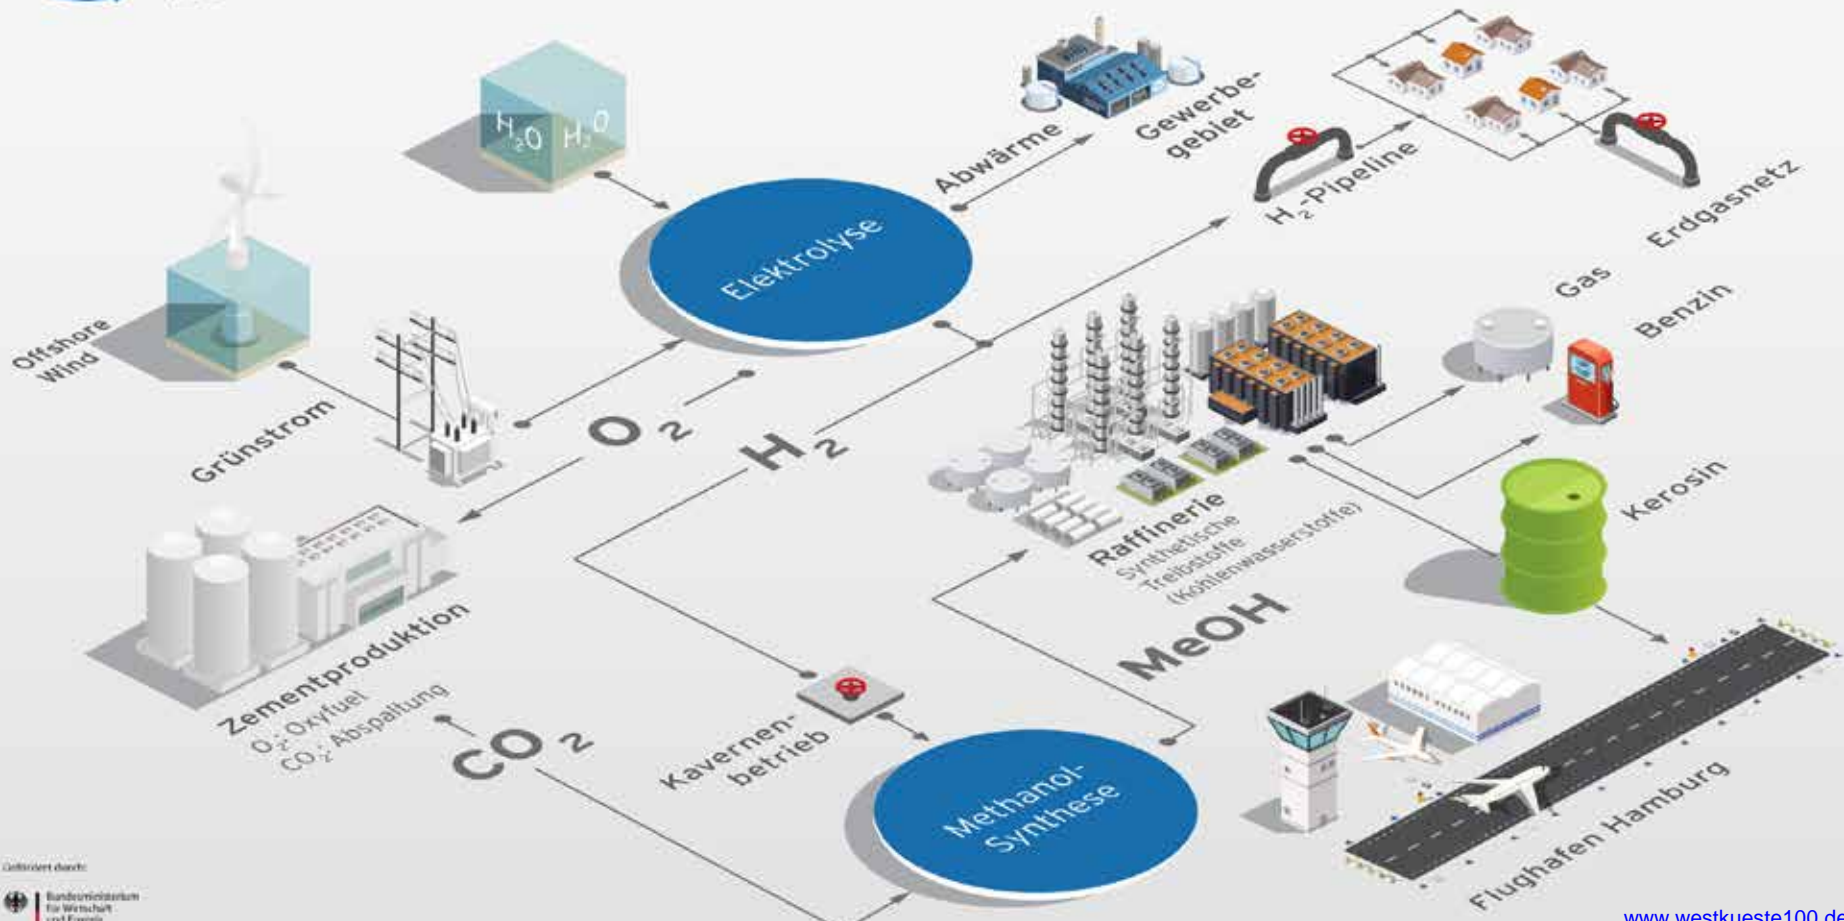 H₂O H₂O
Abwärme
Gewerbe-
gebiet
H₂-Pipeline
Erdgasnetz
Elektrolyse
Offshore
Wind
Grünstrom
O₂
H₂
Gas
Benzin
Kerosin
Raffinerie
Synthetische
Treibstoffe
(Kohlenwasserstoffe)
MeOH
Zementproduktion
O₂: Oxyfuel
CO₂: Abspaltung
CO₂
Kavernen-
betrieb
Methanol-
Synthese
Flughafen Hamburg
Gefördert durch:
Bundesministerium
für Wirtschaft
und Energie
www.westkueste100.de